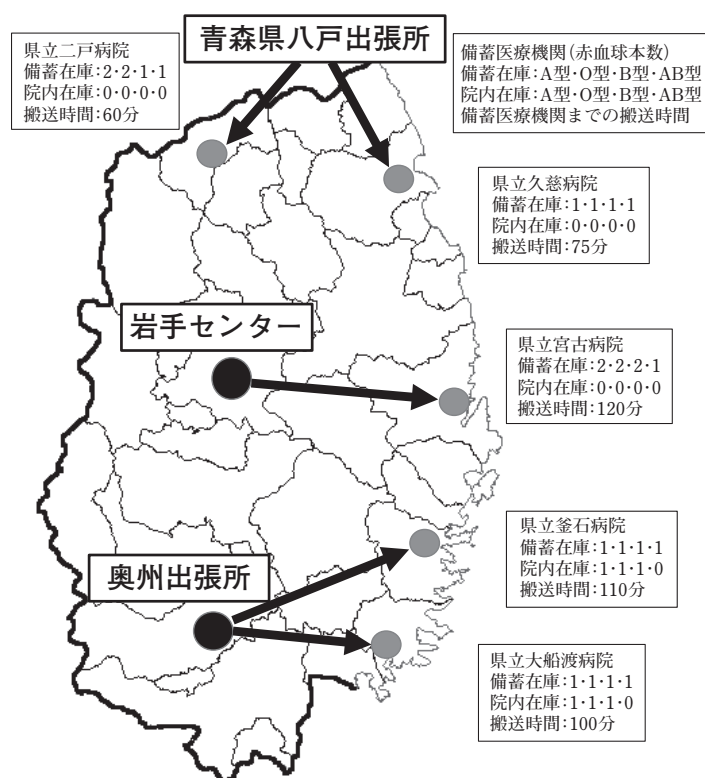 青森県八戸出張所
県立二戸病院
備蓄在庫:2・2・1・1
院内在庫:0・0・0・0
搬送時間:60分
備蓄医療機関(赤血球本数)
備蓄在庫:A型・O型・B型・AB型
院内在庫:A型・O型・B型・AB型
備蓄医療機関までの搬送時間
県立久慈病院
備蓄在庫:1・1・1・1
院内在庫:0・0・0・0
搬送時間:75分
岩手センター
県立宮古病院
備蓄在庫:2・2・2・1
院内在庫:0・0・0・0
搬送時間:120分
県立釜石病院
備蓄在庫:1・1・1・1
院内在庫:1・1・1・0
搬送時間:110分
奥州出張所
県立大船渡病院
備蓄在庫:1・1・1・1
院内在庫:1・1・1・0
搬送時間:100分